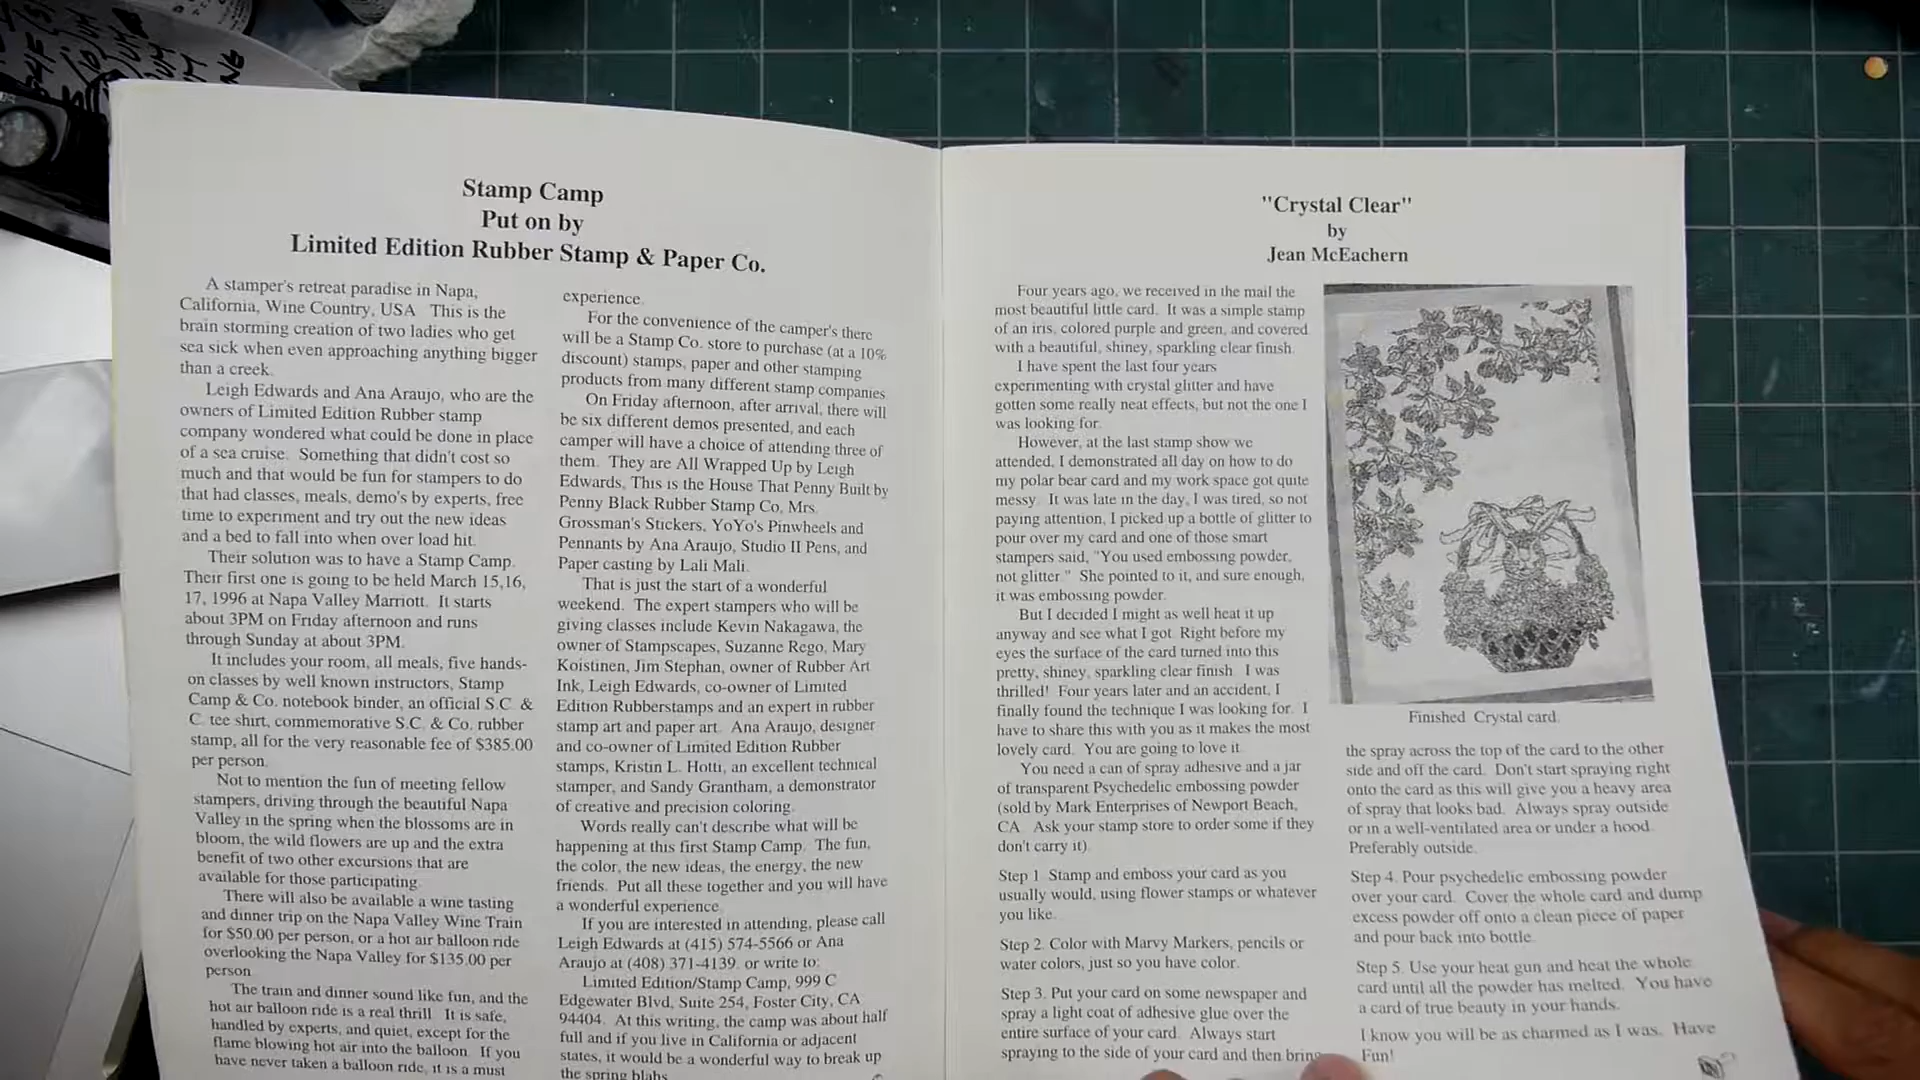 Stamp Camp
Put on by
Limited Edition Rubber Stamp & Paper Co.
A stamper's retreat paradise in Napa,
California, Wine Country, USA This is the
brain storming creation of two ladies who get
sea sick when even approaching anything bigger
than a creek.
Leigh Edwards and Ana Araujo, who are the
owners of Limited Edition Rubber stamp
company wondered what could be done in place
of a sea cruise. Something that didn't cost so
much and that would be fun for stampers to do
that had classes, meals, demo's by experts, free
time to experiment and try out the new ideas
and a bed to fall into when over load hit.
Their solution was to have a Stamp Camp.
Their first one is going to be held March 15,16,
17, 1996 at Napa Valley Marriott. It starts
about 3PM on Friday afternoon and runs
through Sunday at about 3PM.
It includes your room, all meals, five hands-
on classes by well known instructors, Stamp
Camp & Co. notebook binder, an official S.C. &
C. tee shirt, commemorative S.C. & Co. rubber
stamp, all for the very reasonable fee of $385.00
per person.
Not to mention the fun of meeting fellow
stampers, driving through the beautiful Napa
Valley in the spring when the blossoms are in
bloom, the wild flowers are up and the extra
benefit of two other excursions that are
available for those participating.
There will also be available a wine tasting
and dinner trip on the Napa Valley Wine Train
for $50.00 per person, or a hot air balloon ride
overlooking the Napa Valley for $135.00 per
person.
The train and dinner sound like fun, and the
hot air balloon ride is a real thrill. It is safe,
handled by experts, and quiet, except for the
flame blowing hot air into the balloon. If you
have never taken a balloon ride, it is a must
experience.
For the convenience of the camper's there
will be a Stamp Co. store to purchase (at a 10%
discount) stamps, paper and other stamping
products from many different stamp companies.
On Friday afternoon, after arrival, there will
be six different demos presented, and each
camper will have a choice of attending three of
them. They are All Wrapped Up by Leigh
Edwards, This is the House That Penny Built by
Penny Black Rubber Stamp Co, Mrs.
Grossman's Stickers, YoYo's Pinwheels and
Pennants by Ana Araujo, Studio II Pens, and
Paper casting by Lali Mali.
That is just the start of a wonderful
weekend. The expert stampers who will be
giving classes include Kevin Nakagawa, the
owner of Stampscapes, Suzanne Rego, Mary
Koistinen, Jim Stephan, owner of Rubber Art
Ink, Leigh Edwards, co-owner of Limited
Edition Rubberstamps and an expert in rubber
stamp art and paper art. Ana Araujo, designer
and co-owner of Limited Edition Rubber
stamps, Kristin L. Hotti, an excellent technical
stamper, and Sandy Grantham, a demonstrator
of creative and precision coloring.
Words really can't describe what will be
happening at this first Stamp Camp. The fun,
the color, the new ideas, the energy, the new
friends. Put all these together and you will have
a wonderful experience.
If you are interested in attending, please call
Leigh Edwards at (415) 574-5566 or Ana
Araujo at (408) 371-4139. or write to:
Limited Edition/Stamp Camp, 999 C
Edgewater Blvd, Suite 254, Foster City, CA
94404. At this writing, the camp was about half
full and if you live in California or adjacent
states, it would be a wonderful way to break up
the spring blahs.
"Crystal Clear"
by
Jean McEachern
Four years ago, we received in the mail the
most beautiful little card. It was a simple stamp
of an iris, colored purple and green, and covered
with a beautiful, shiney, sparkling clear finish.
I have spent the last four years
experimenting with crystal glitter and have
gotten some really neat effects, but not the one I
was looking for.
However, at the last stamp show we
attended, I demonstrated all day on how to do
my polar bear card and my work space got quite
messy. It was late in the day, I was tired, so not
paying attention, I picked up a bottle of glitter to
pour over my card and one of those smart
stampers said, "You used embossing powder,
not glitter." She pointed to it, and sure enough,
it was embossing powder.
But I decided I might as well heat it up
anyway and see what I got. Right before my
eyes the surface of the card turned into this
pretty, shiney, sparkling clear finish. I was
thrilled! Four years later and an accident, I
finally found the technique I was looking for. I
have to share this with you as it makes the most
lovely card. You are going to love it.
You need a can of spray adhesive and a jar
of transparent Psychedelic embossing powder
(sold by Mark Enterprises of Newport Beach,
CA. Ask your stamp store to order some if they
don't carry it).
Step 1. Stamp and emboss your card as you
usually would, using flower stamps or whatever
you like.
Step 2. Color with Marvy Markers, pencils or
water colors, just so you have color.
Step 3. Put your card on some newspaper and
spray a light coat of adhesive glue over the
entire surface of your card. Always start
spraying to the side of your card and then bring
Finished Crystal card.
the spray across the top of the card to the other
side and off the card. Don't start spraying right
onto the card as this will give you a heavy area
of spray that looks bad. Always spray outside
or in a well-ventilated area or under a hood.
Preferably outside.
Step 4. Pour psychedelic embossing powder
over your card. Cover the whole card and dump
excess powder off onto a clean piece of paper
and pour back into bottle.
Step 5. Use your heat gun and heat the whole
card until all the powder has melted. You have
a card of true beauty in your hands.
I know you will be as charmed as I was. Have
Fun!